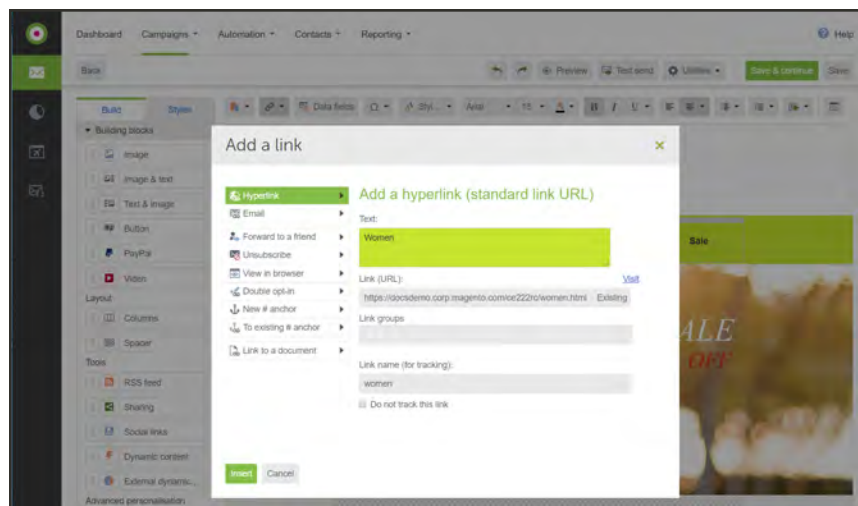 Dashboard Campaigns Automation Contacts Reporting Help
Back Preview Test send Utilities Save & continue Save
Build Styles Data fields Styl... Arial 15 B I U
Building blocks
Image
Image & text
Text & image
Button
PayPal
Video
Layout
Columns
Spacer
Tools
RSS feed
Sharing
Social links
Dynamic content
External dynamic...
Advanced personalisation
Add a link
Hyperlink
Email
Forward to a friend
Unsubscribe
View in browser
Double opt-in
New # anchor
To existing # anchor
Link to a document
Add a hyperlink (standard link URL)
Text:
Women
Link (URL): Visit
https://docsdemo.corp.magento.com/ce222rc/women.html Existing
Link groups
Link name (for tracking):
women
Do not track this link
Insert Cancel
Sale
ALE
OFF